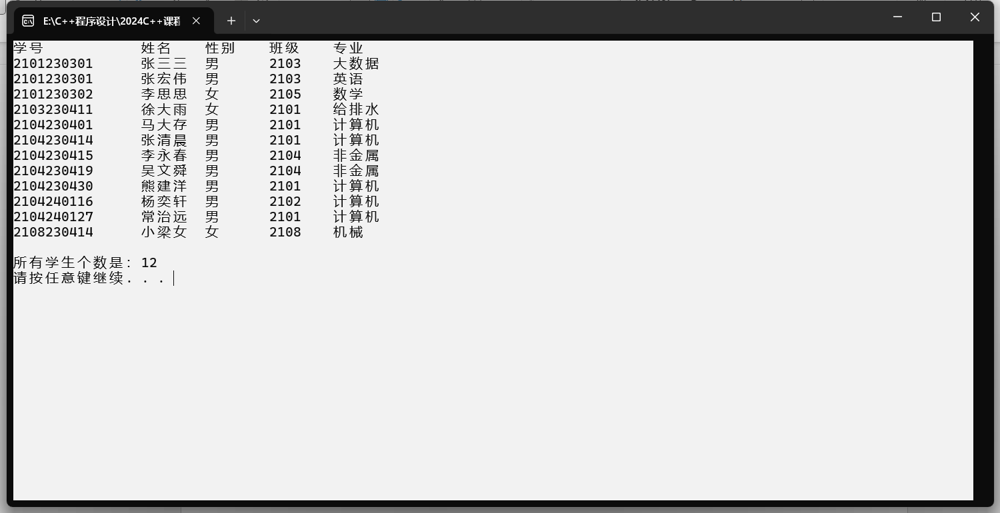 E:\C++程序设计\2024C++课程
学号 姓名 性别 班级 专业
2101230301 张三三 男 2103 大数据
2101230301 张宏伟 男 2103 英语
2101230302 李思思 女 2105 数学
2103230411 徐大雨 女 2101 给排水
2104230401 马大存 男 2101 计算机
2104230414 张清晨 男 2101 计算机
2104230415 李永春 男 2104 非金属
2104230419 吴文舜 男 2104 非金属
2104230430 熊建洋 男 2101 计算机
2104240116 杨奕轩 男 2102 计算机
2104240127 常治远 男 2101 计算机
2108230414 小梁女 女 2108 机械
所有学生个数是: 12
请按任意键继续. . .